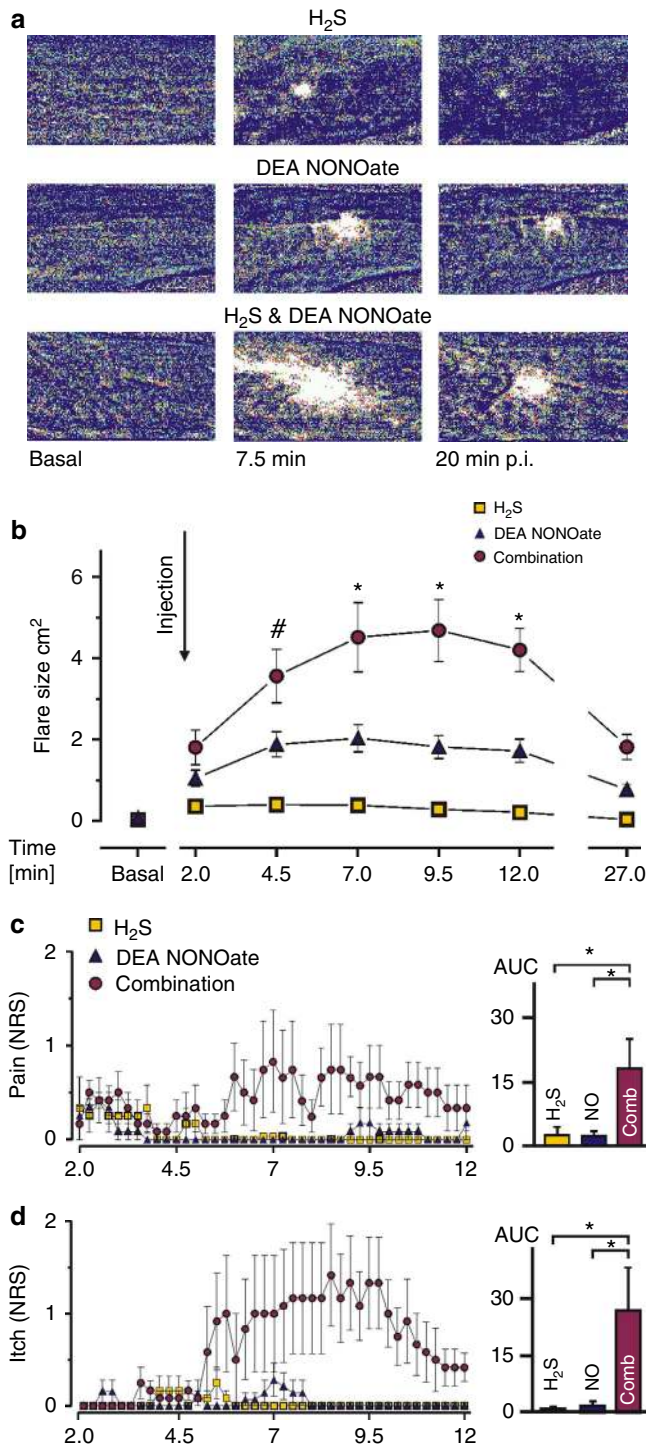 a
H₂S
DEA NONOate
H₂S & DEA NONOate
Basal 7.5 min 20 min p.i.
b
H₂S
DEA NONOate
Combination
Injection
Flare size cm²
6
4
2
0
* * *
#
Time [min]
Basal 2.0 4.5 7.0 9.5 12.0 27.0
c
H₂S
DEA NONOate
Combination
Pain (NRS)
2
1
0
2.0 4.5 7 9.5 12
AUC
*
*
30
15
0
H₂S NO Comb
d
Itch (NRS)
2
1
0
2.0 4.5 7 9.5 12
AUC
*
*
30
0
H₂S NO Comb